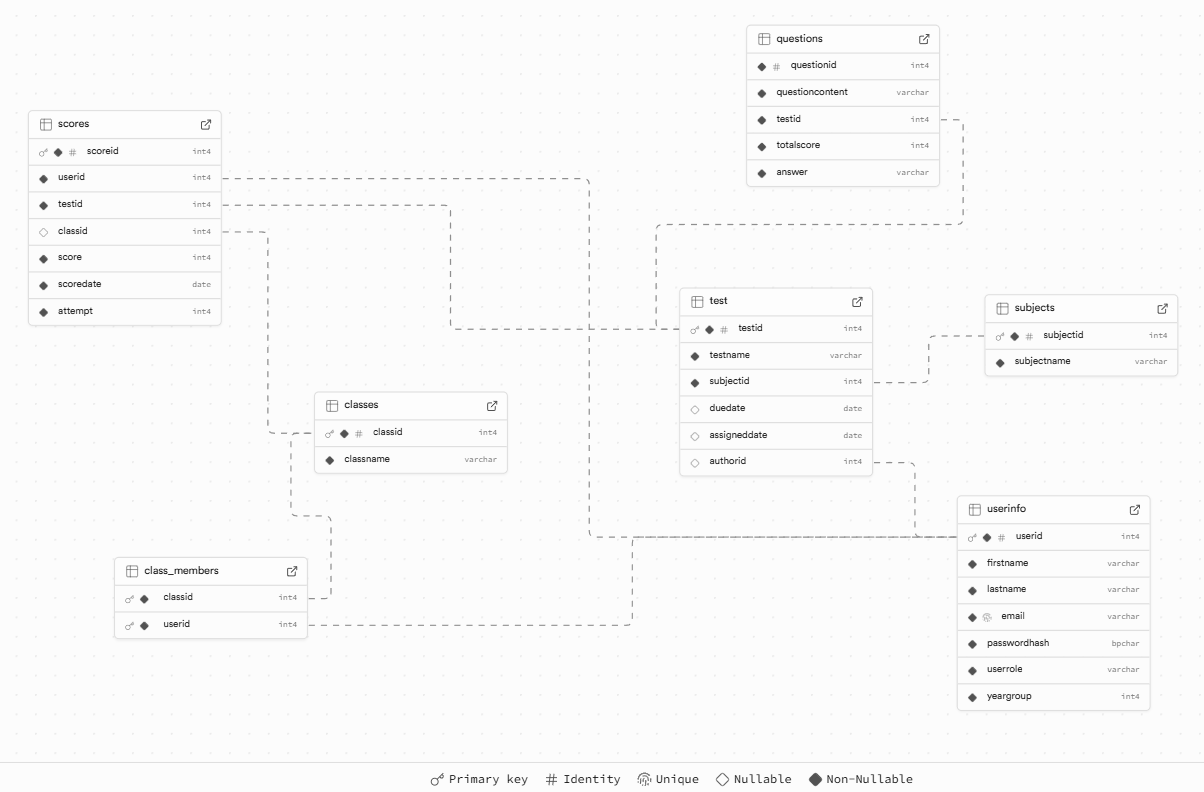 questions
questionid int4
questioncontent varchar
testid int4
totalscore int4
answer varchar
scores
scoreid int4
userid int4
testid int4
classid int4
score int4
scoredate date
attempt int4
test
testid int4
testname varchar
subjectid int4
duedate date
assigneddate date
authorid int4
subjects
subjectid int4
subjectname varchar
classes
classid int4
classname varchar
userinfo
userid int4
firstname varchar
lastname varchar
email varchar
passwordhash bpchar
userrole varchar
yeargroup int4
class_members
classid int4
userid int4
Primary key # Identity Unique Nullable Non-Nullable